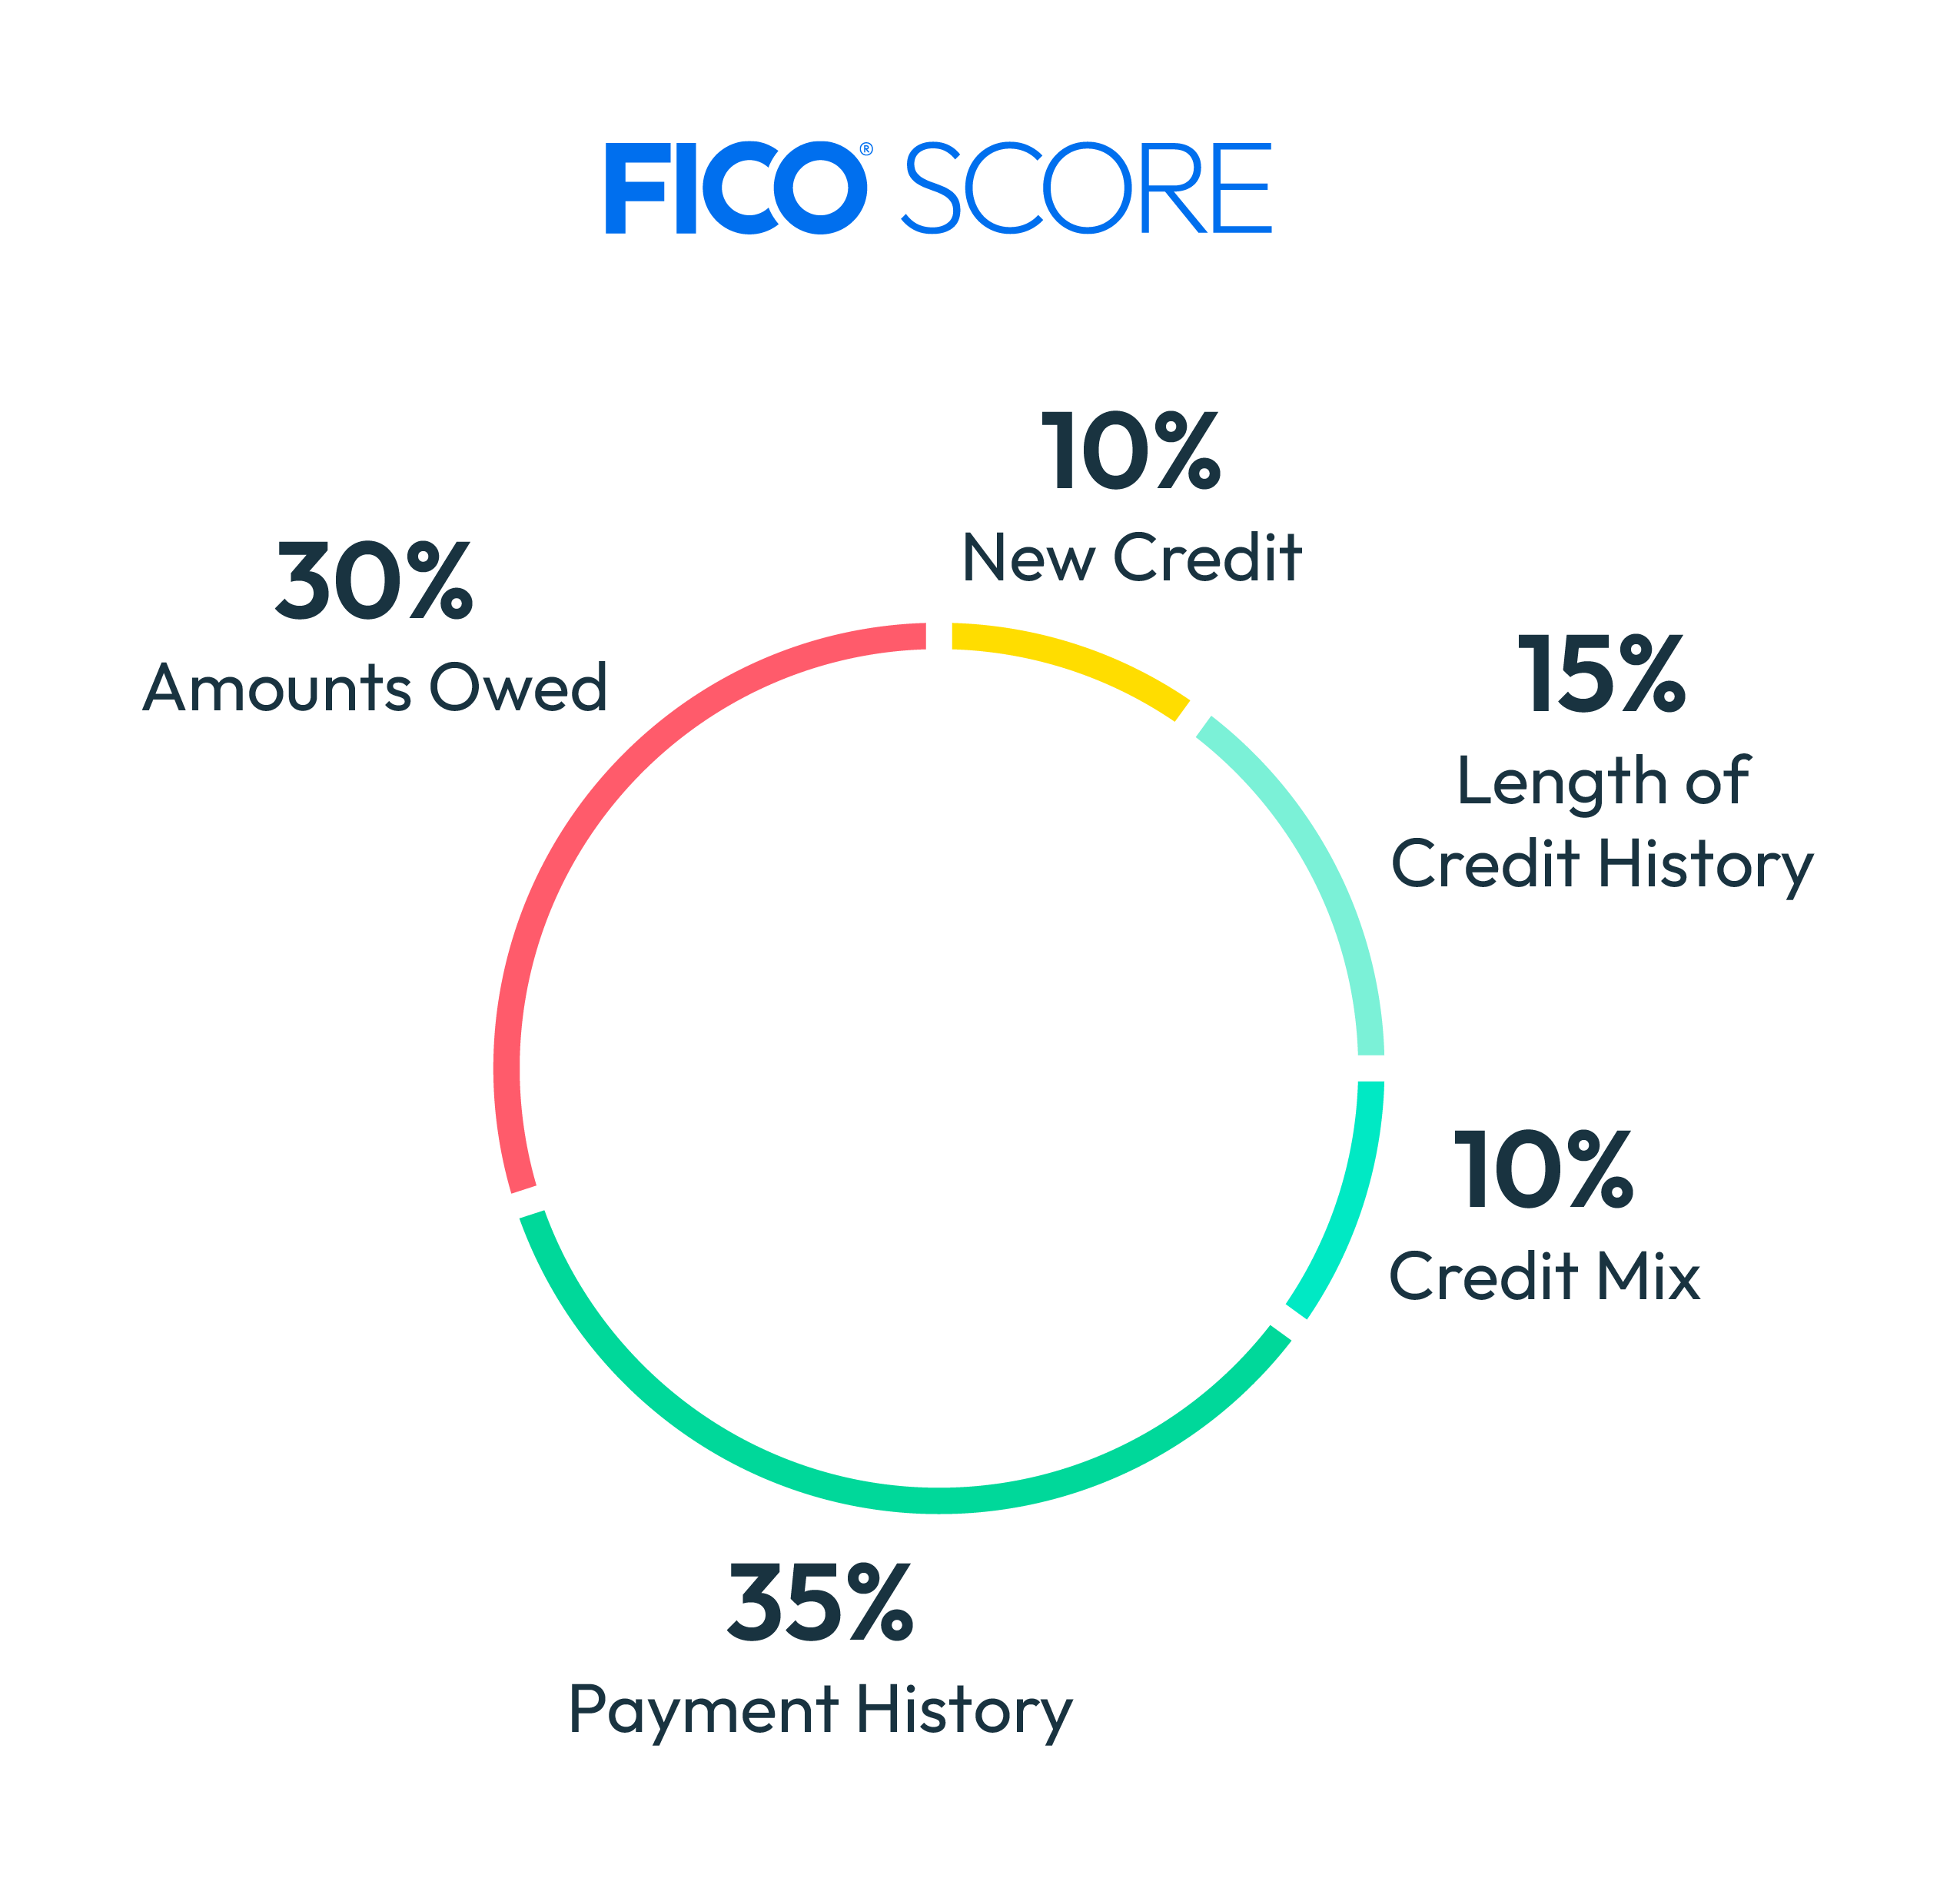 FICO® SCORE
10%
New Credit
30%
Amounts Owed
15%
Length of
Credit History
10%
Credit Mix
35%
Payment History